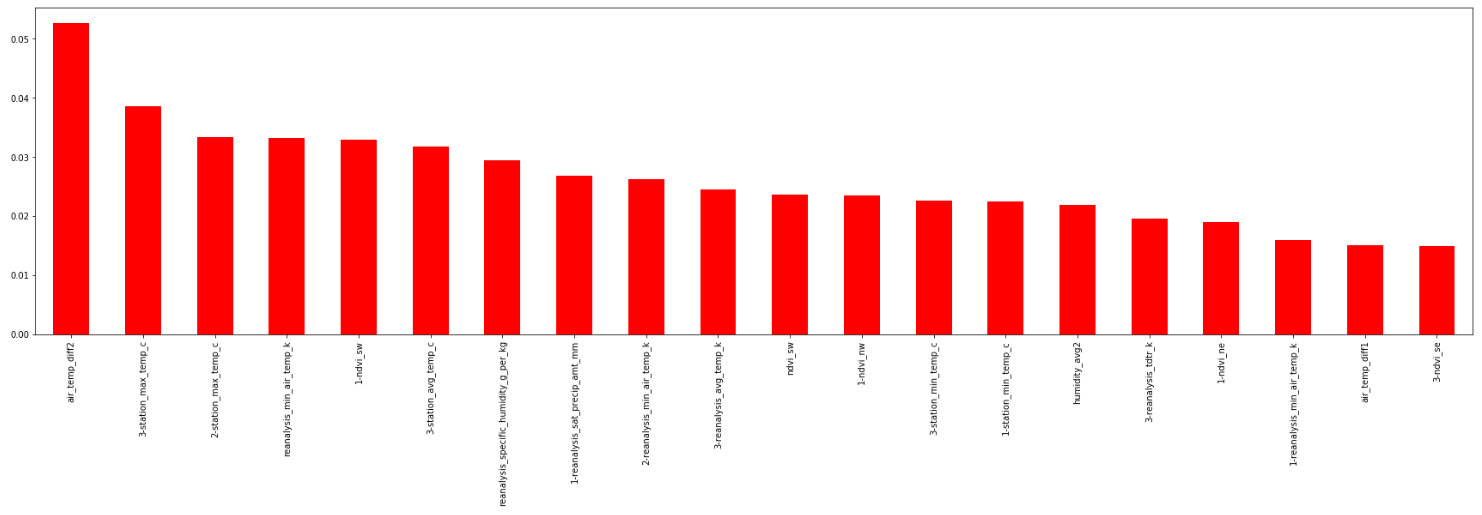 0.05
0.04
0.03
0.02
0.01
0.00
air_temp_diff2
3-station_max_temp_c
2-station_max_temp_c
reanalysis_min_air_temp_k
1-ndvi_sw
3-station_avg_temp_c
reanalysis_specific_humidity_g_per_kg
1-reanalysis_sat_precip_amt_mm
2-reanalysis_min_air_temp_k
3-reanalysis_avg_temp_k
ndvi_sw
1-ndvi_nw
3-station_min_temp_c
1-station_min_temp_c
humidity_avg2
3-reanalysis_tdtr_k
1-ndvi_ne
1-reanalysis_min_air_temp_k
air_temp_diff1
3-ndvi_se